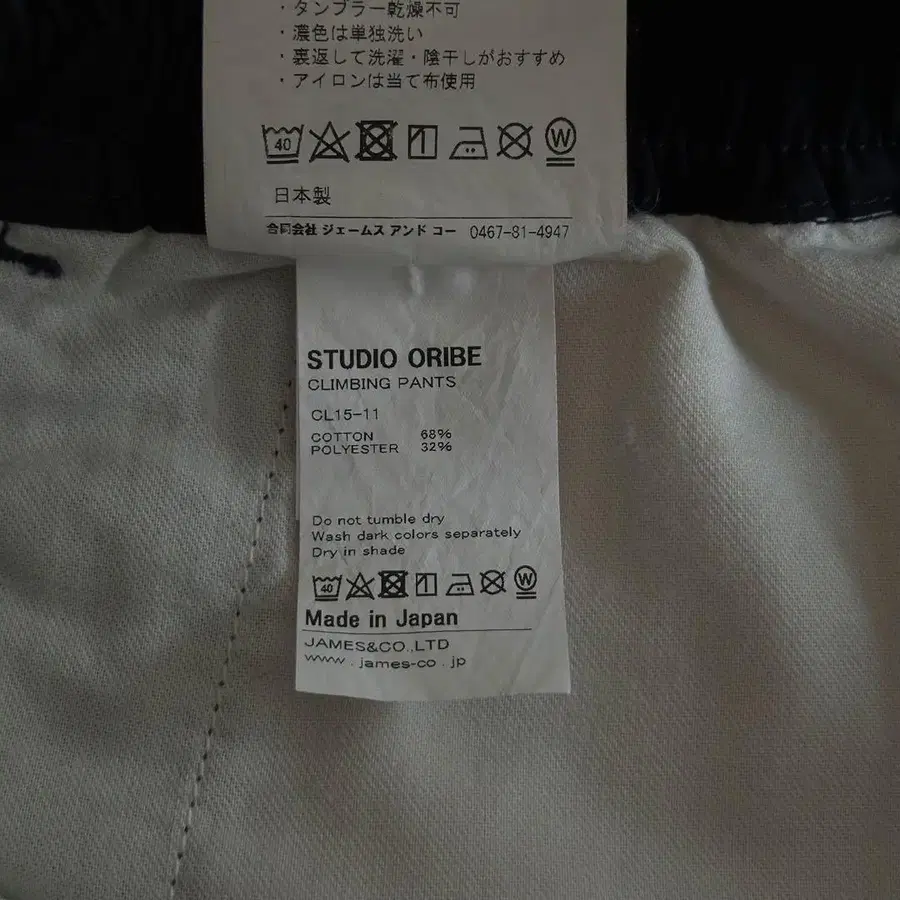 ・タンブラー乾燥不可
・濃色は単独洗い
・裏返して洗濯・陰干しがおすすめ
・アイロンは当て布使用
40 W
日本製
合同会社 ジェームス アンド コー 0467-81-4947
STUDIO ORIBE
CLIMBING PANTS
CL15-11
COTTON 68%
POLYESTER 32%
Do not tumble dry
Wash dark colors separately
Dry in shade
40 W
Made in Japan
JAMES&CO.,LTD
www.james-co.jp